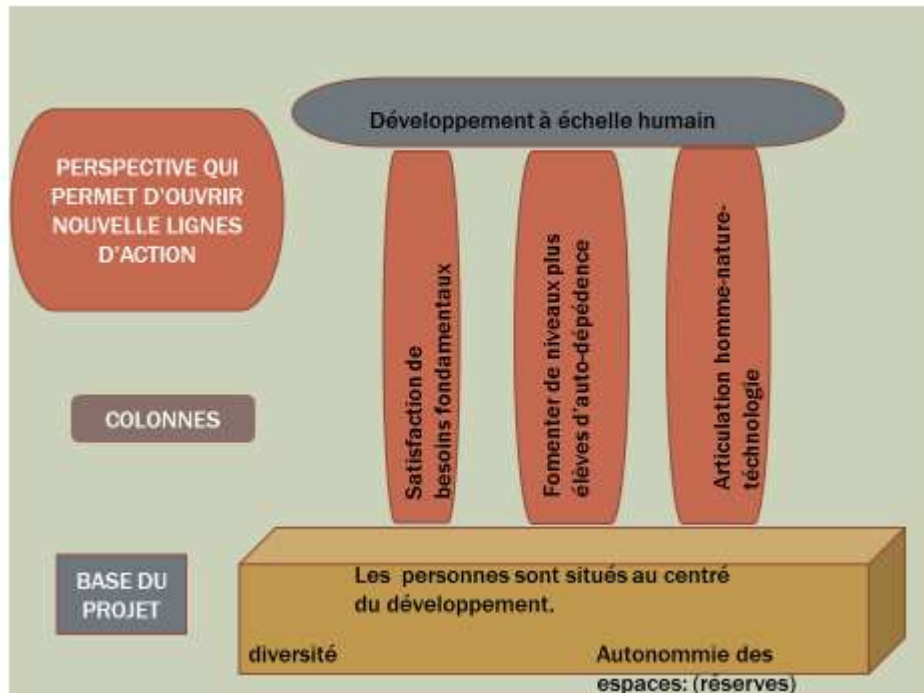 Développement à échelle humain
PERSPECTIVE QUI
PERMET D'OUVRIR
NOUVELLE LIGNES
D'ACTION
Satisfaction de
besoins fondamentaux
Fomenter de niveaux plus
élèves d'auto-dépédence
Articulation homme-nature-
téchnologie
COLONNES
BASE DU
PROJET
Les personnes sont situés au centré
du développement.
diversité
Autonommie des
espaces: (réserves)